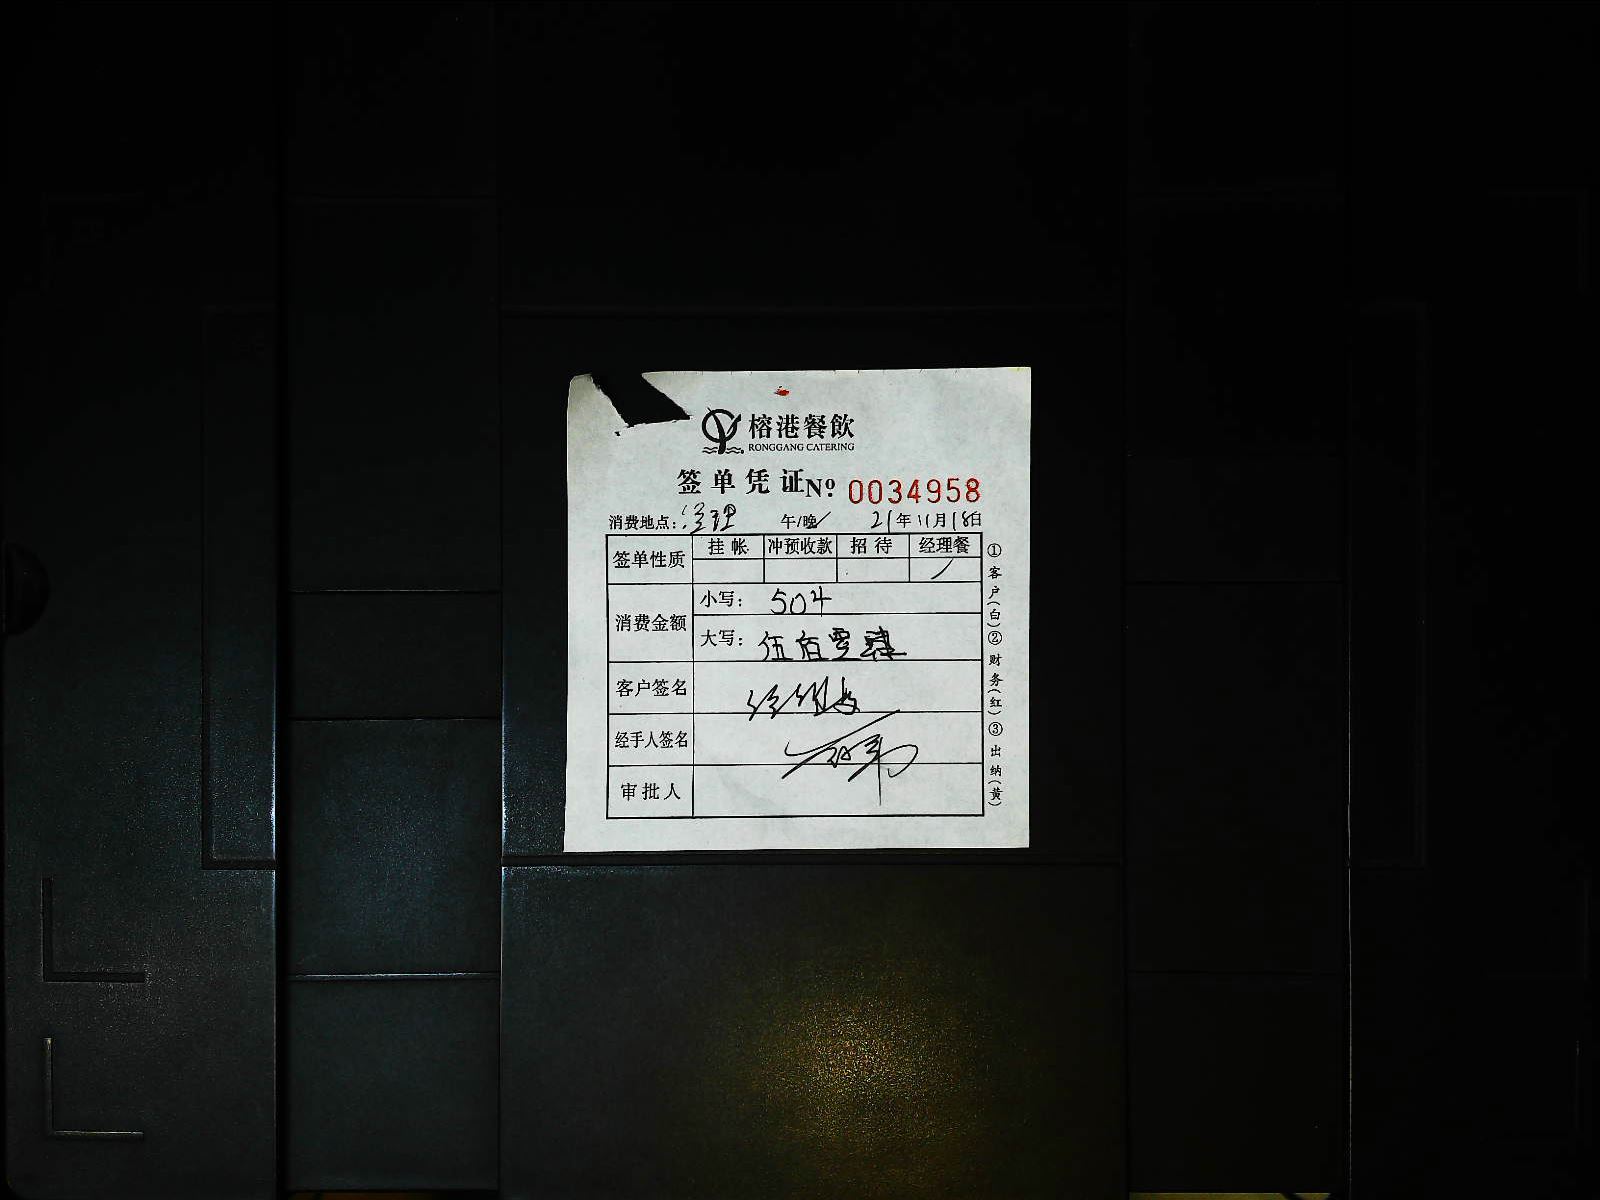 榕港餐飲
RONGGANG CATERING
签单凭证 Nº 0034958
消费地点: 午/晚 21年11月18日
签单性质 挂帐 冲预收款 招待 经理餐
消费金额 小写: 504
大写: 伍佰零肆
客户签名
经手人签名
审批人
①客户(白)②财务(红)③出纳(黄)